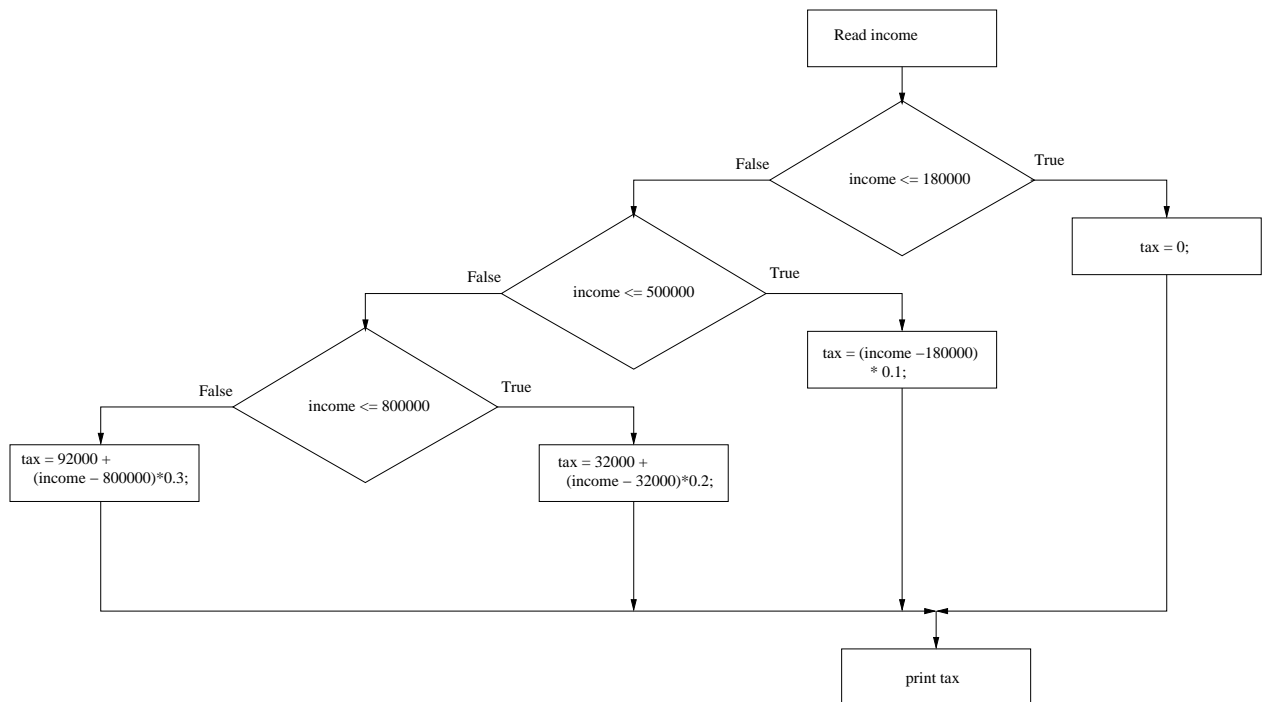 Read income
False
True
income <= 180000
tax = 0;
False
True
income <= 500000
tax = (income −180000)
* 0.1;
False
True
income <= 800000
tax = 92000 +
(income − 800000)*0.3;
tax = 32000 +
(income − 32000)*0.2;
print tax